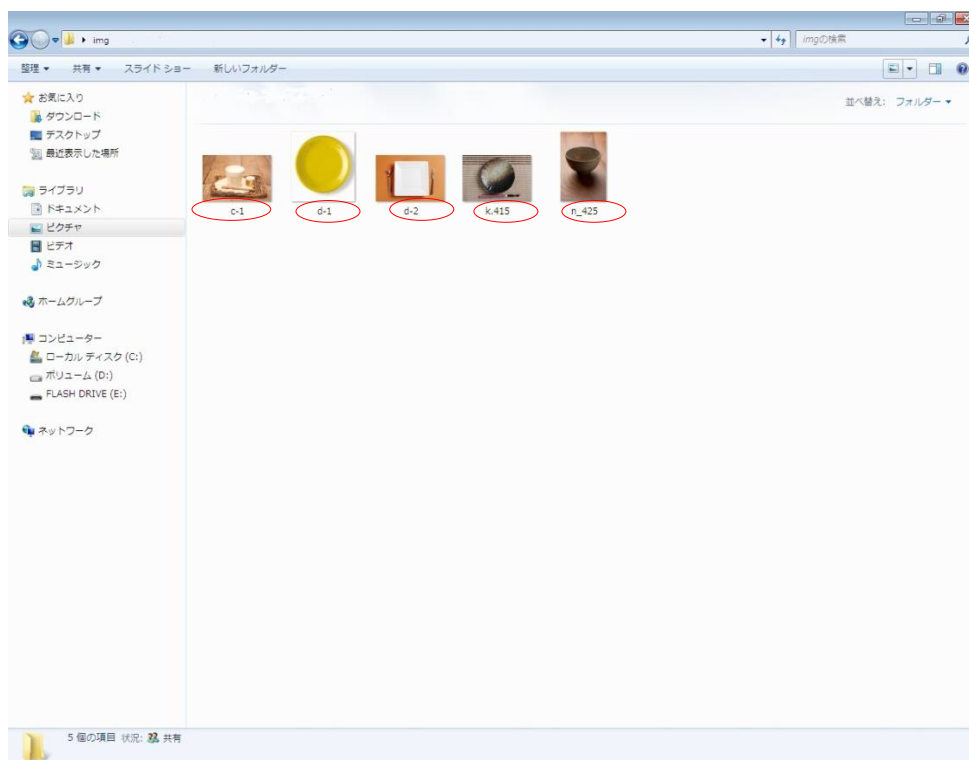 img
imgの検索
整理
共有
スライド ショー
新しいフォルダー
並べ替え: フォルダー
お気に入り
ダウンロード
デスクトップ
最近表示した場所
ライブラリ
ドキュメント
ピクチャ
ビデオ
ミュージック
ホームグループ
コンピューター
ローカル ディスク (C:)
ボリューム (D:)
FLASH DRIVE (E:)
ネットワーク
c-1
d-1
d-2
k.415
n_425
5 個の項目 状況: 共有